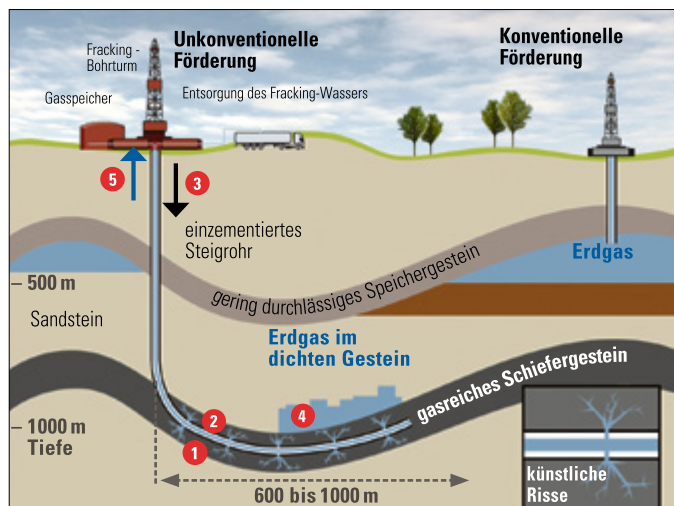 Fracking -
Bohrturm
Unkonventionelle
Förderung
Konventionelle
Förderung
Gasspeicher
Entsorgung des Fracking-Wassers
5
3
einzementiertes
Steigrohr
Erdgas
500 m
gering durchlässiges Speichergestein
Sandstein
Erdgas im
dichten Gestein
gasreiches Schiefergestein
1000 m
Tiefe
2
4
1
künstliche
Risse
600 bis 1000 m